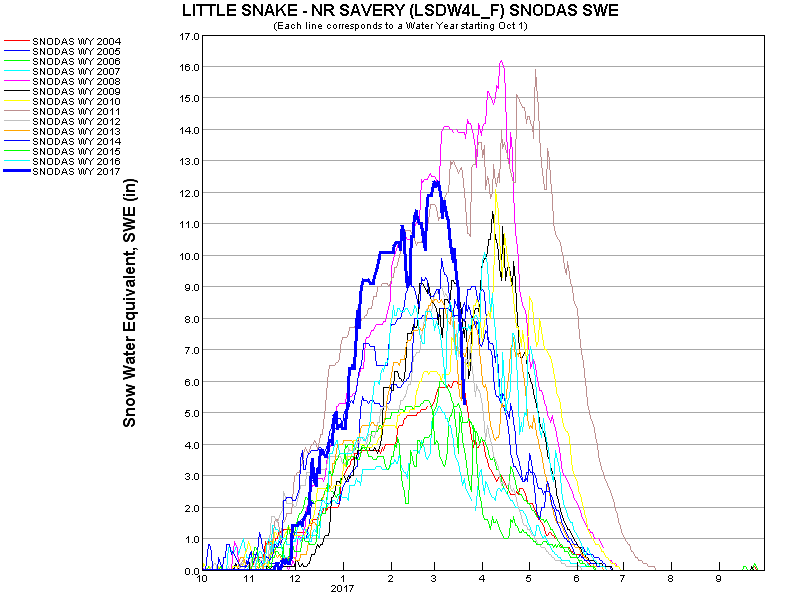 LITTLE SNAKE - NR SAVERY (LSDW4L_F) SNODAS SWE
(Each line corresponds to a Water Year starting Oct 1)
SNODAS WY 2004
SNODAS WY 2005
SNODAS WY 2006
SNODAS WY 2007
SNODAS WY 2008
SNODAS WY 2009
SNODAS WY 2010
SNODAS WY 2011
SNODAS WY 2012
SNODAS WY 2013
SNODAS WY 2014
SNODAS WY 2015
SNODAS WY 2016
SNODAS WY 2017
Snow Water Equivalent, SWE (in)
17.0
16.0
15.0
14.0
13.0
12.0
11.0
10.0
9.0
8.0
7.0
6.0
5.0
4.0
3.0
2.0
1.0
0.0
10 11 12 1 2 3 4 5 6 7 8 9
2017